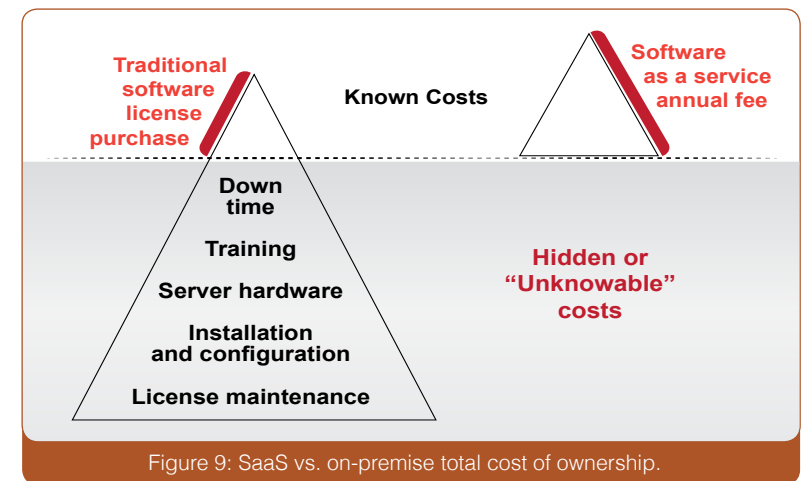 Traditional
software
license
purchase
Known Costs
Software
as a service
annual fee
Down
time
Training
Server hardware
Installation
and configuration
License maintenance
Hidden or
“Unknowable”
costs
Figure 9: SaaS vs. on-premise total cost of ownership.